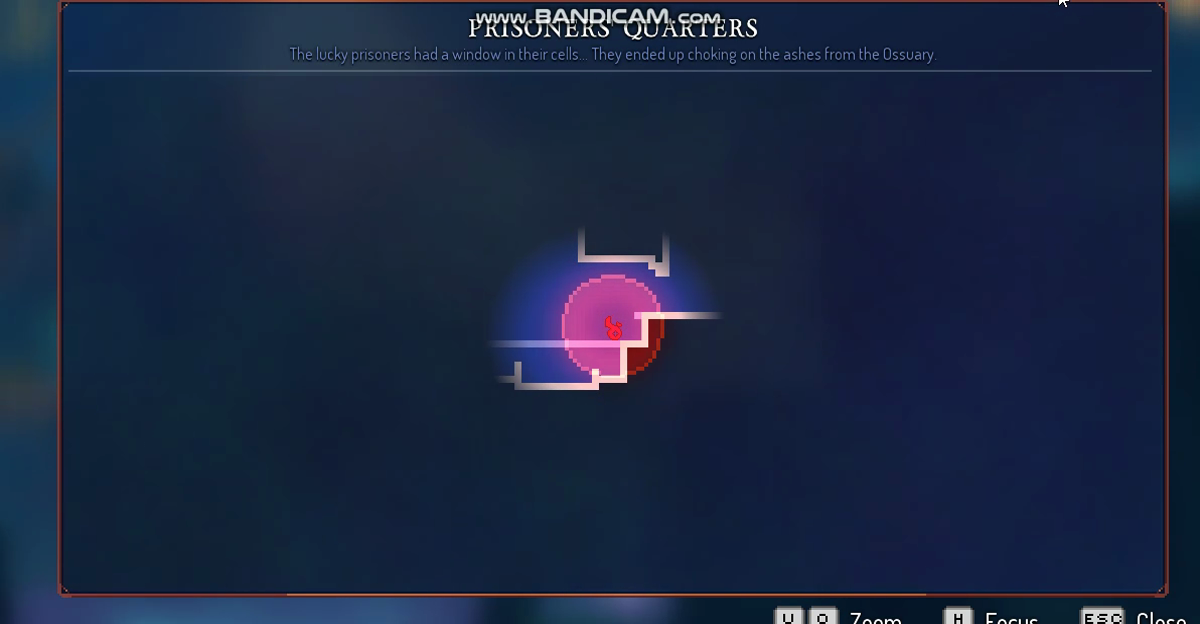 www.BANDICAM.com
PRISONERS' QUARTERS
The lucky prisoners had a window in their cells... They ended up choking on the ashes from the Ossuary.
Zoom Focus ESC Close